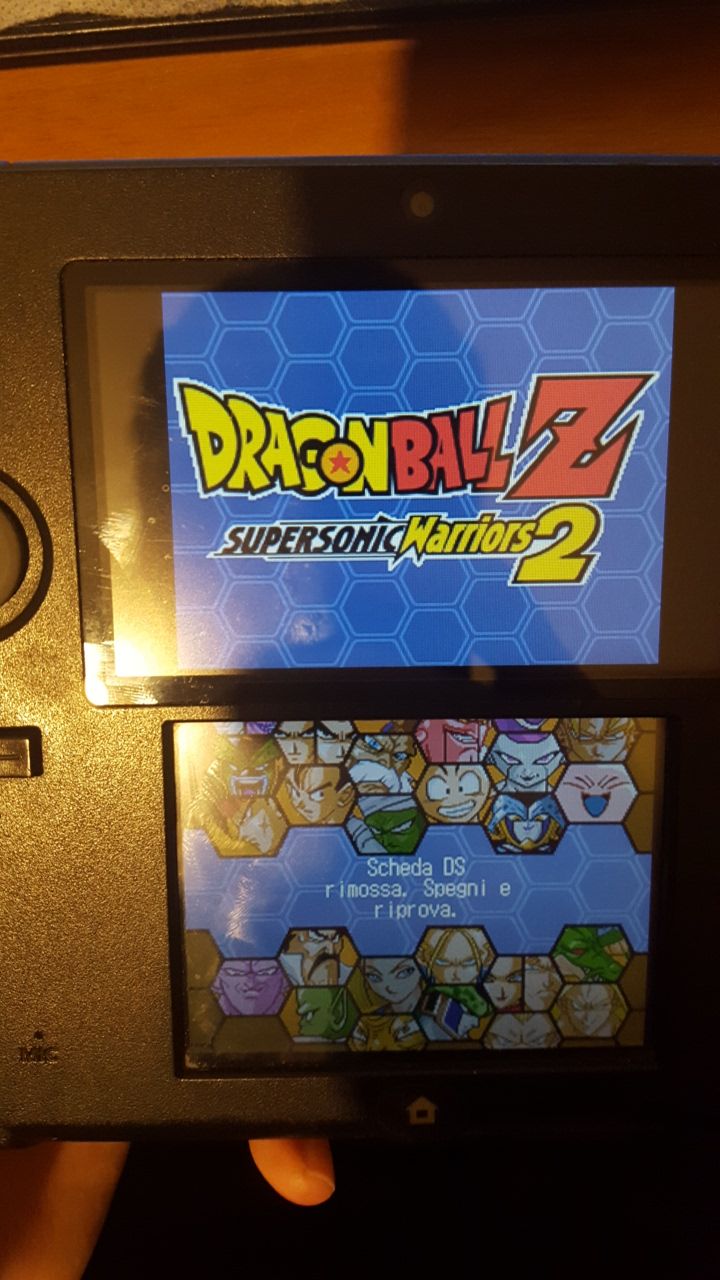 DRAGON BALL Z
SUPERSONIC Warriors 2
Scheda DS
rimossa. Spegni e
riprova.
MIC